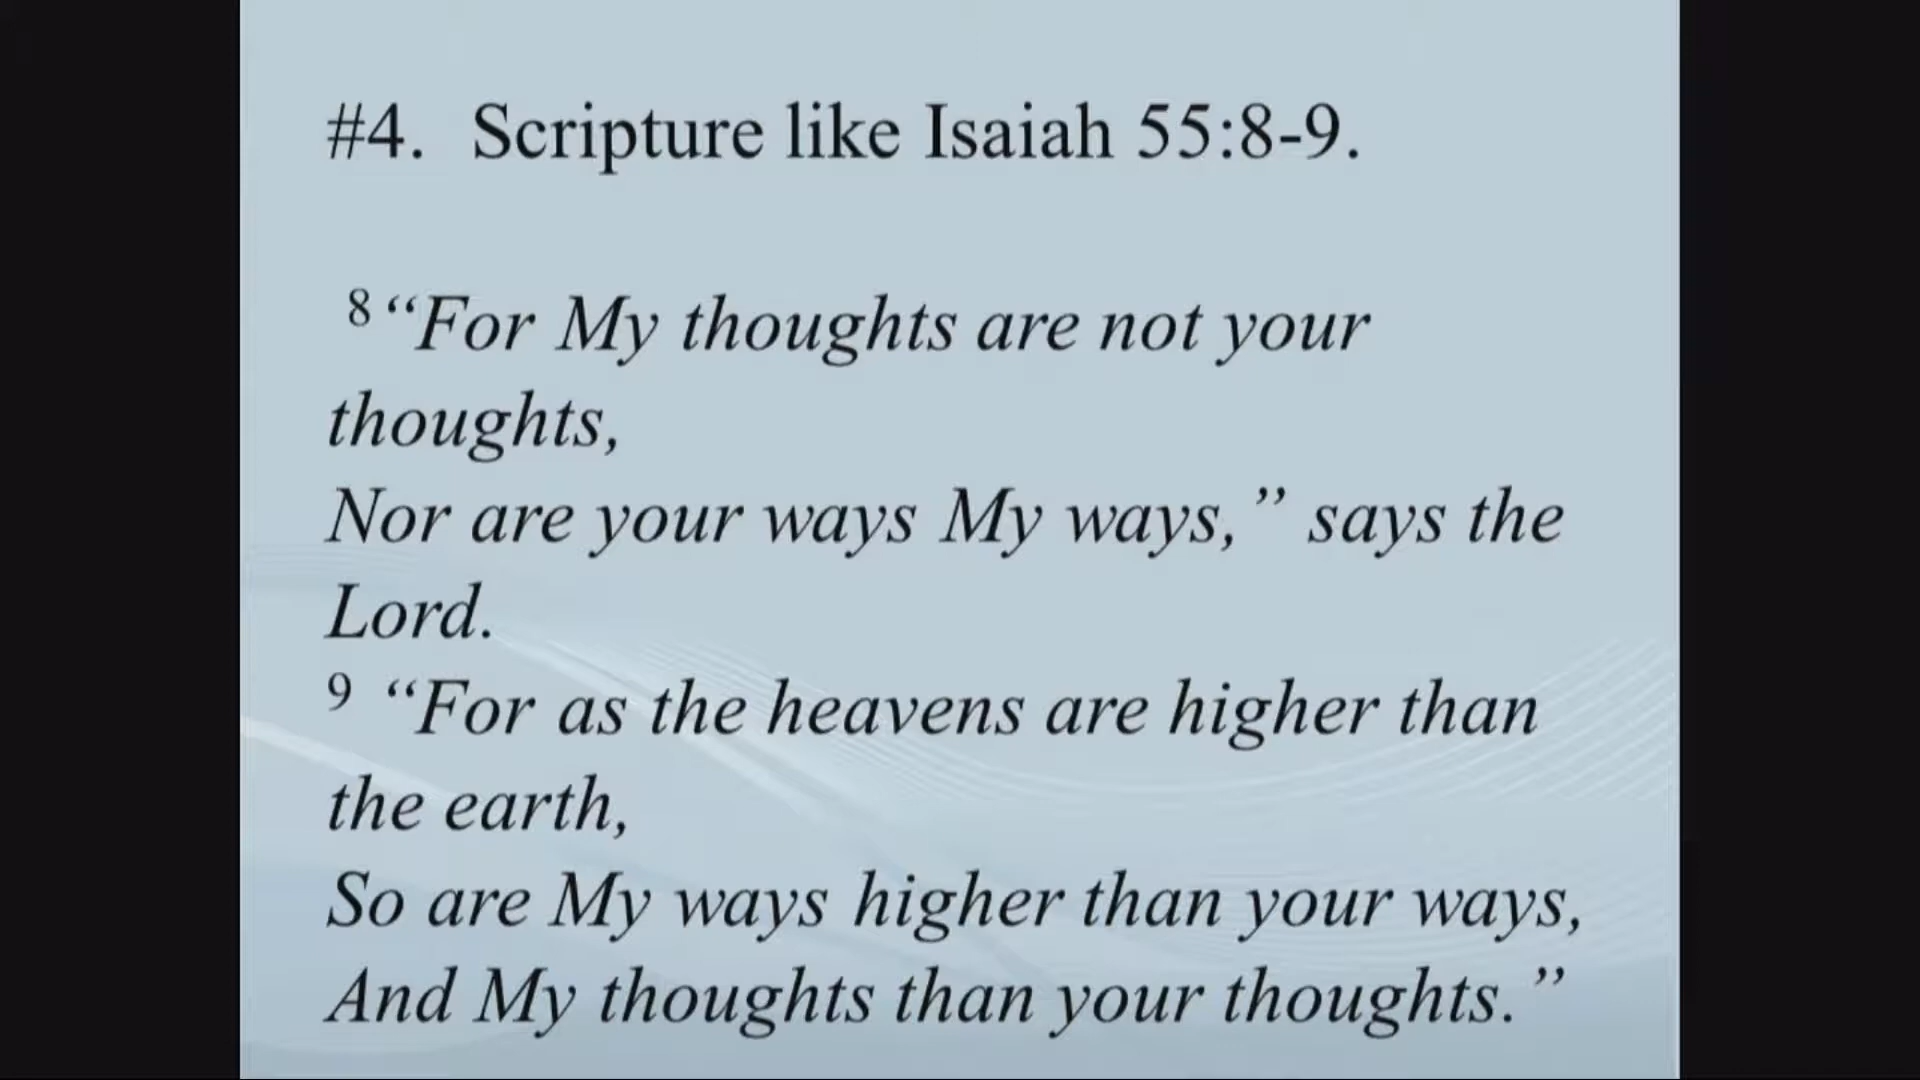 #4. Scripture like Isaiah 55:8-9.
8 “For My thoughts are not your
thoughts,
Nor are your ways My ways,” says the
Lord.
9 “For as the heavens are higher than
the earth,
So are My ways higher than your ways,
And My thoughts than your thoughts.”